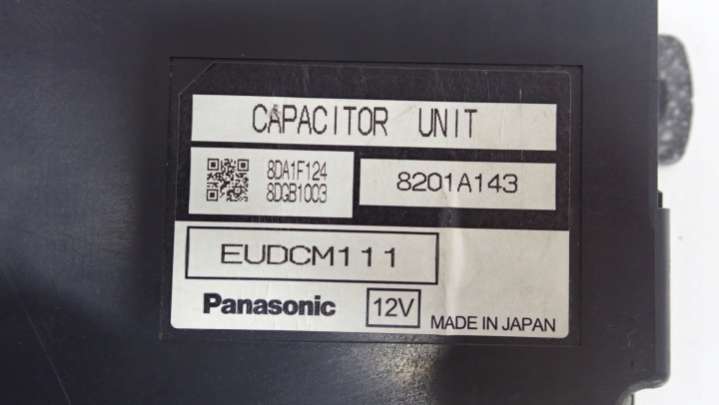 CAPACITOR UNIT
8DA1F124
8DGB1003
8201A143
EUDCM111
Panasonic 12V MADE IN JAPAN